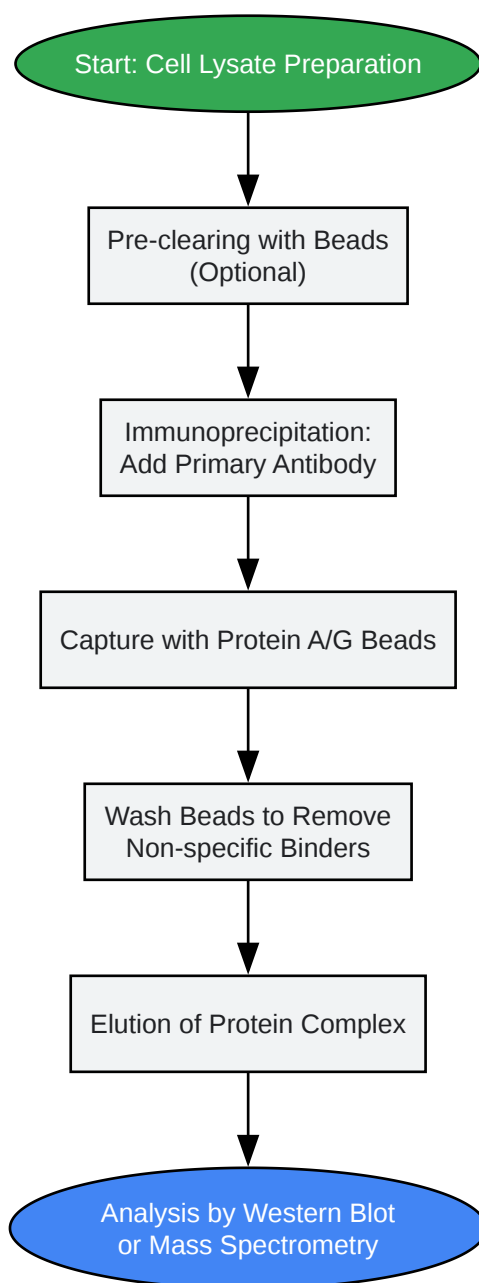 Start: Cell Lysate Preparation
Pre-clearing with Beads
(Optional)
Immunoprecipitation:
Add Primary Antibody
Capture with Protein A/G Beads
Wash Beads to Remove
Non-specific Binders
Elution of Protein Complex
Analysis by Western Blot
or Mass Spectrometry